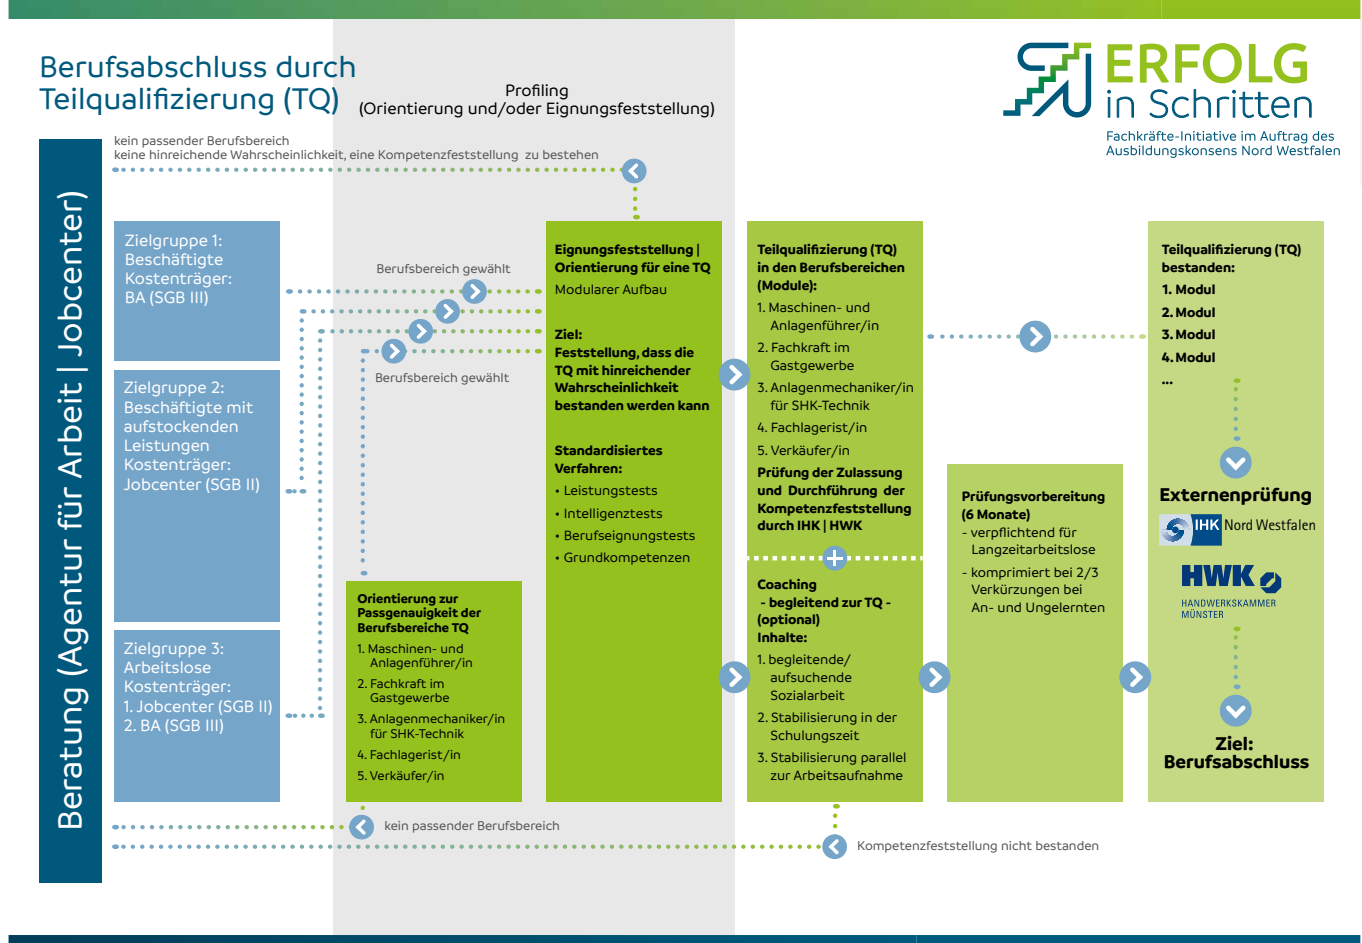 Berufsabschluss durch
Teilqualifizierung (TQ)
Profiling
(Orientierung und/oder Eignungsfeststellung)
ERFOLG
in Schritten
Fachkräfte-Initiative im Auftrag des
Ausbildungskonsens Nord Westfalen
Beratung (Agentur für Arbeit | Jobcenter)
kein passender Berufsbereich
keine hinreichende Wahrscheinlichkeit, eine Kompetenzfeststellung zu bestehen
Zielgruppe 1:
Beschäftigte
Kostenträger:
BA (SGB III)
Zielgruppe 2:
Beschäftigte mit
aufstockenden
Leistungen
Kostenträger:
Jobcenter (SGB II)
Zielgruppe 3:
Arbeitslose
Kostenträger:
1. Jobcenter (SGB II)
2. BA (SGB III)
Berufsbereich gewählt
Berufsbereich gewählt
Orientierung zur
Passgenauigkeit der
Berufsbereiche TQ
1. Maschinen- und
Anlagenführer/in
2. Fachkraft im
Gastgewerbe
3. Anlagenmechaniker/in
für SHK-Technik
4. Fachlagerist/in
5. Verkäufer/in
kein passender Berufsbereich
Eignungsfeststellung |
Orientierung für eine TQ
Modularer Aufbau
Ziel:
Feststellung, dass die
TQ mit hinreichender
Wahrscheinlichkeit
bestanden werden kann
Standardisiertes
Verfahren:
• Leistungstests
• Intelligenztests
• Berufseignungstests
• Grundkompetenzen
Teilqualifizierung (TQ)
in den Berufsbereichen
(Module):
1. Maschinen- und
Anlagenführer/in
2. Fachkraft im
Gastgewerbe
3. Anlagenmechaniker/in
für SHK-Technik
4. Fachlagerist/in
5. Verkäufer/in
Prüfung der Zulassung
und Durchführung der
Kompetenzfeststellung
durch IHK | HWK
Coaching
- begleitend zur TQ -
(optional)
Inhalte:
1. begleitende/
aufsuchende
Sozialarbeit
2. Stabilisierung in der
Schulungszeit
3. Stabilisierung parallel
zur Arbeitsaufnahme
Kompetenzfeststellung nicht bestanden
Prüfungsvorbereitung
(6 Monate)
- verpflichtend für
Langzeitarbeitslose
- komprimiert bei 2/3
Verkürzungen bei
An- und Ungelernten
Teilqualifizierung (TQ)
bestanden:
1. Modul
2. Modul
3. Modul
4. Modul
...
Externenprüfung
IHK Nord Westfalen
HWK
HANDWERKSKAMMER
MÜNSTER
Ziel:
Berufsabschluss